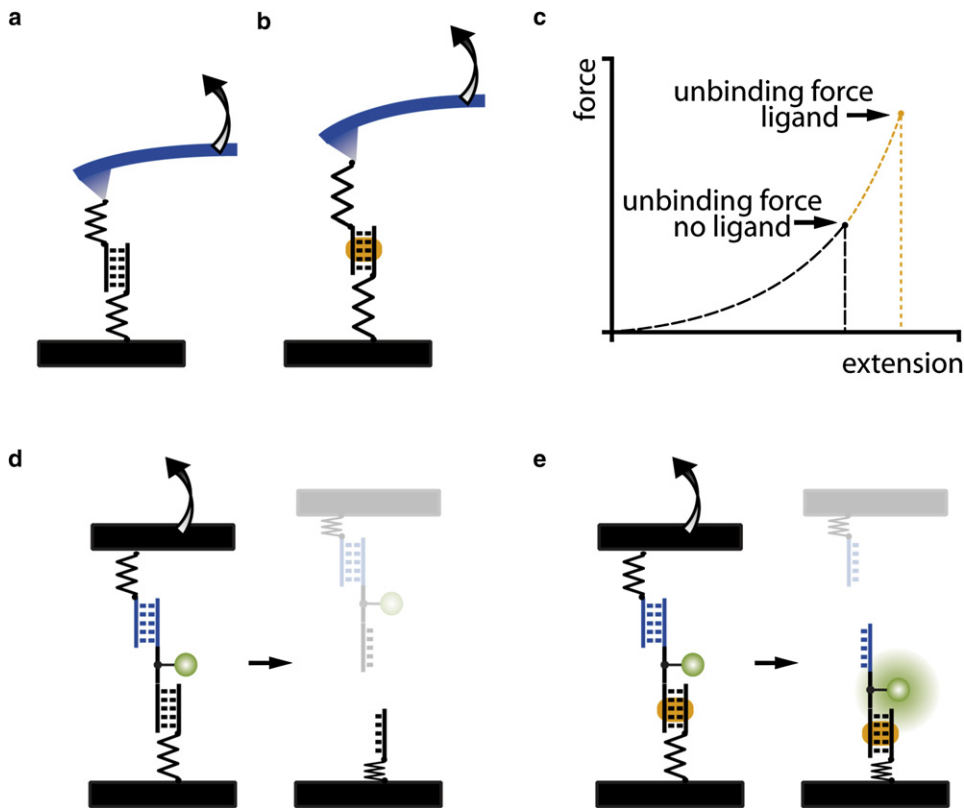 a
b
c
force
unbinding force
ligand
unbinding force
no ligand
extension
d
e